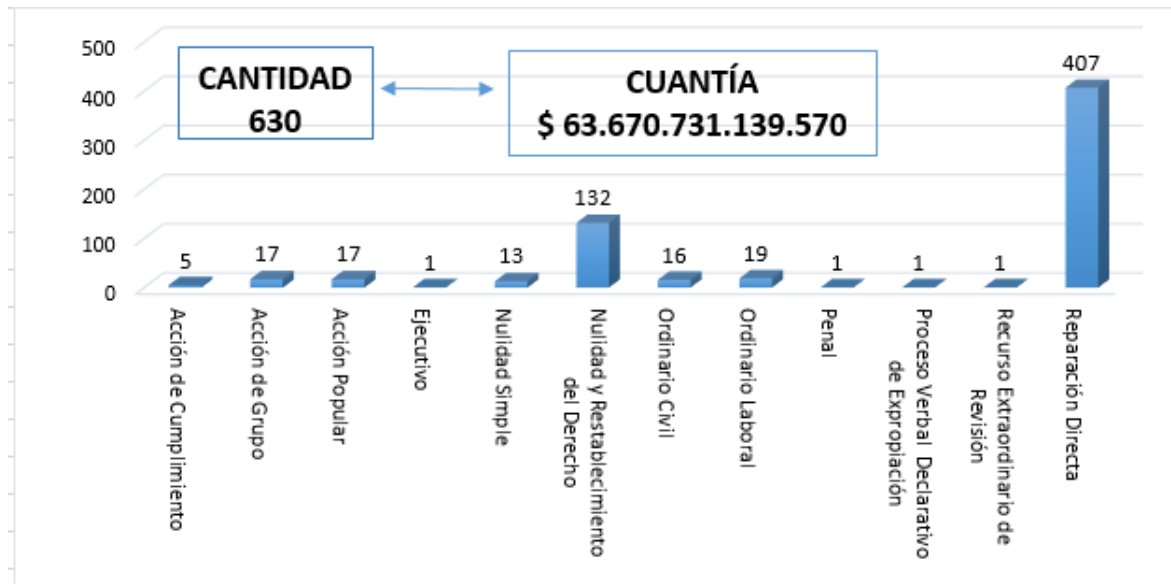 500
400
300
200
100
0
CANTIDAD
630
CUANTÍA
$ 63.670.731.139.570
5
17
17
1
13
132
16
19
1
1
1
407
Acción de Cumplimiento
Acción de Grupo
Acción Popular
Ejecutivo
Nulidad Simple
Nulidad y Restablecimiento
del Derecho
Ordinario Civil
Ordinario Laboral
Penal
Proceso Verbal Declarativo
de Expropiación
Recurso Extraordinario de
Revisión
Reparación Directa